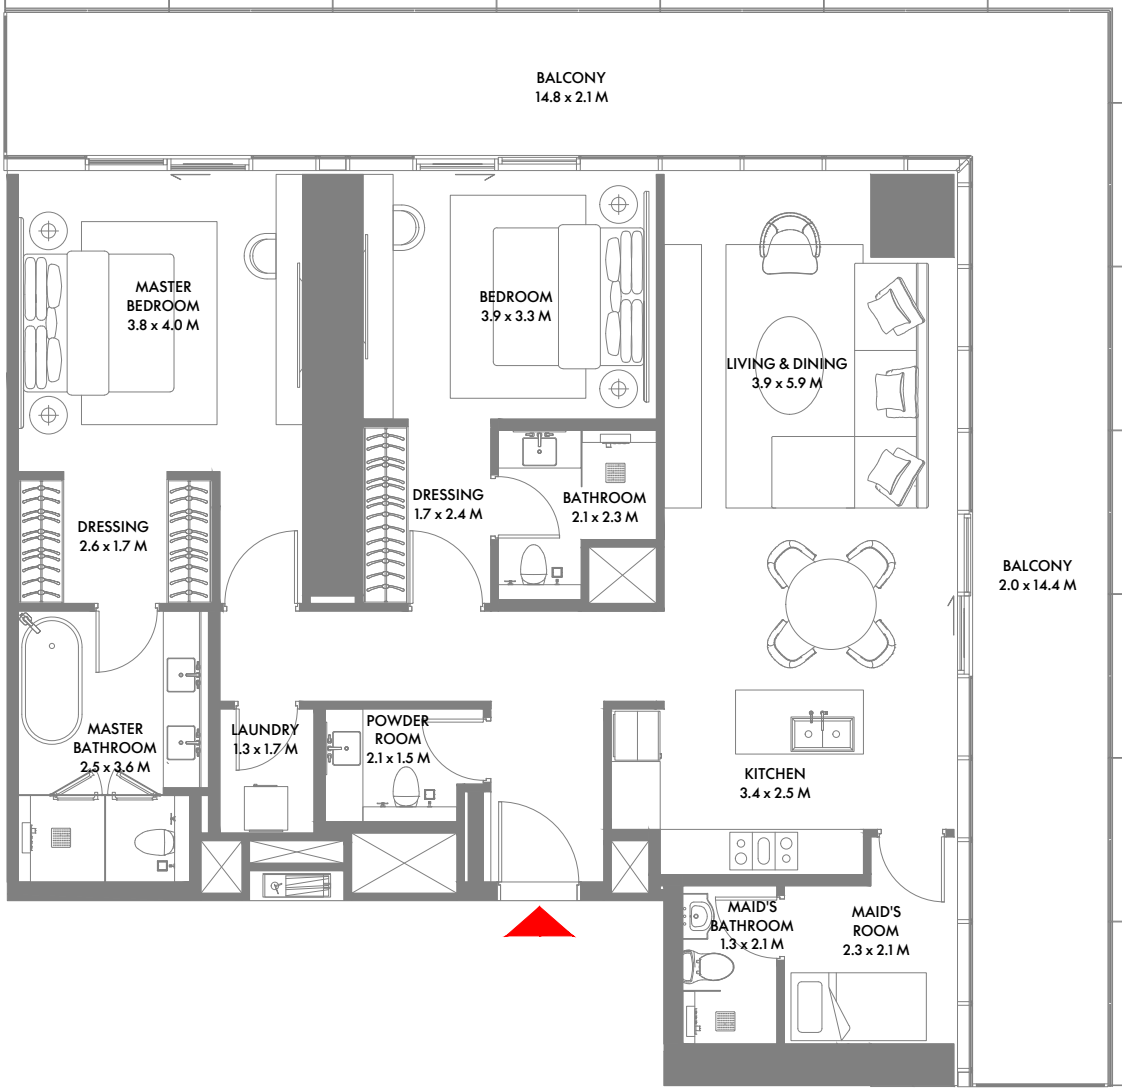 BALCONY
14.8 x 2.1 M
MASTER
BEDROOM
3.8 x 4.0 M
BEDROOM
3.9 x 3.3 M
LIVING & DINING
3.9 x 5.9 M
DRESSING
2.6 x 1.7 M
DRESSING
1.7 x 2.4 M
BATHROOM
2.1 x 2.3 M
BALCONY
2.0 x 14.4 M
MASTER
BATHROOM
2.5 x 3.6 M
LAUNDRY
1.3 x 1.7 M
POWDER
ROOM
2.1 x 1.5 M
KITCHEN
3.4 x 2.5 M
MAID'S
BATHROOM
1.3 x 2.1 M
MAID'S
ROOM
2.3 x 2.1 M